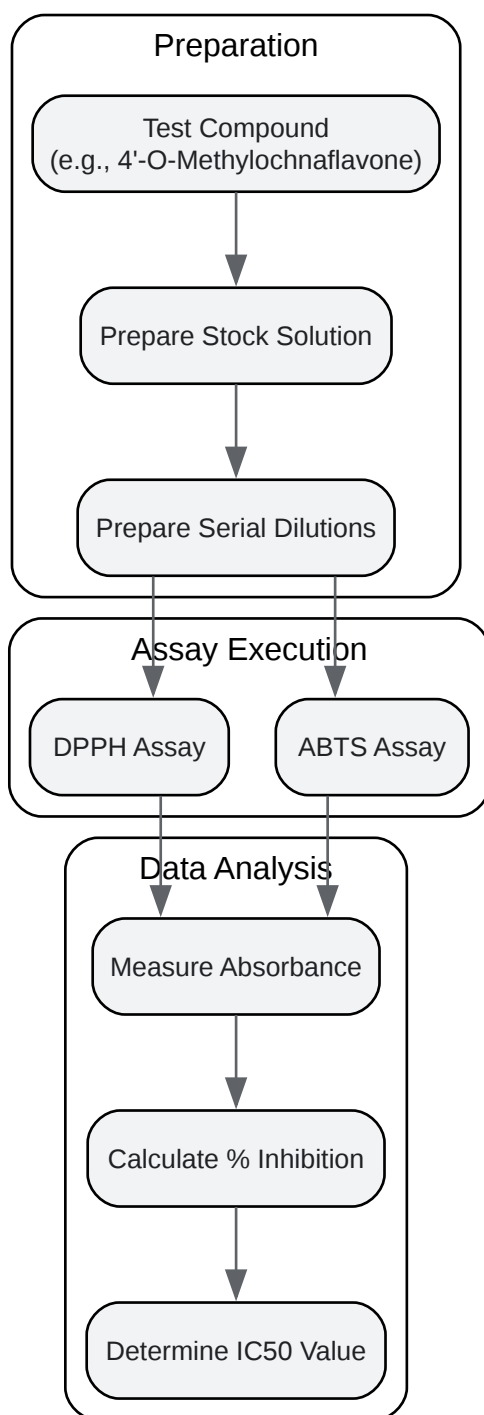 Preparation
Test Compound
(e.g., 4'-O-Methylochnaflavone)
Prepare Stock Solution
Prepare Serial Dilutions
Assay Execution
DPPH Assay
ABTS Assay
Data Analysis
Measure Absorbance
Calculate % Inhibition
Determine IC50 Value